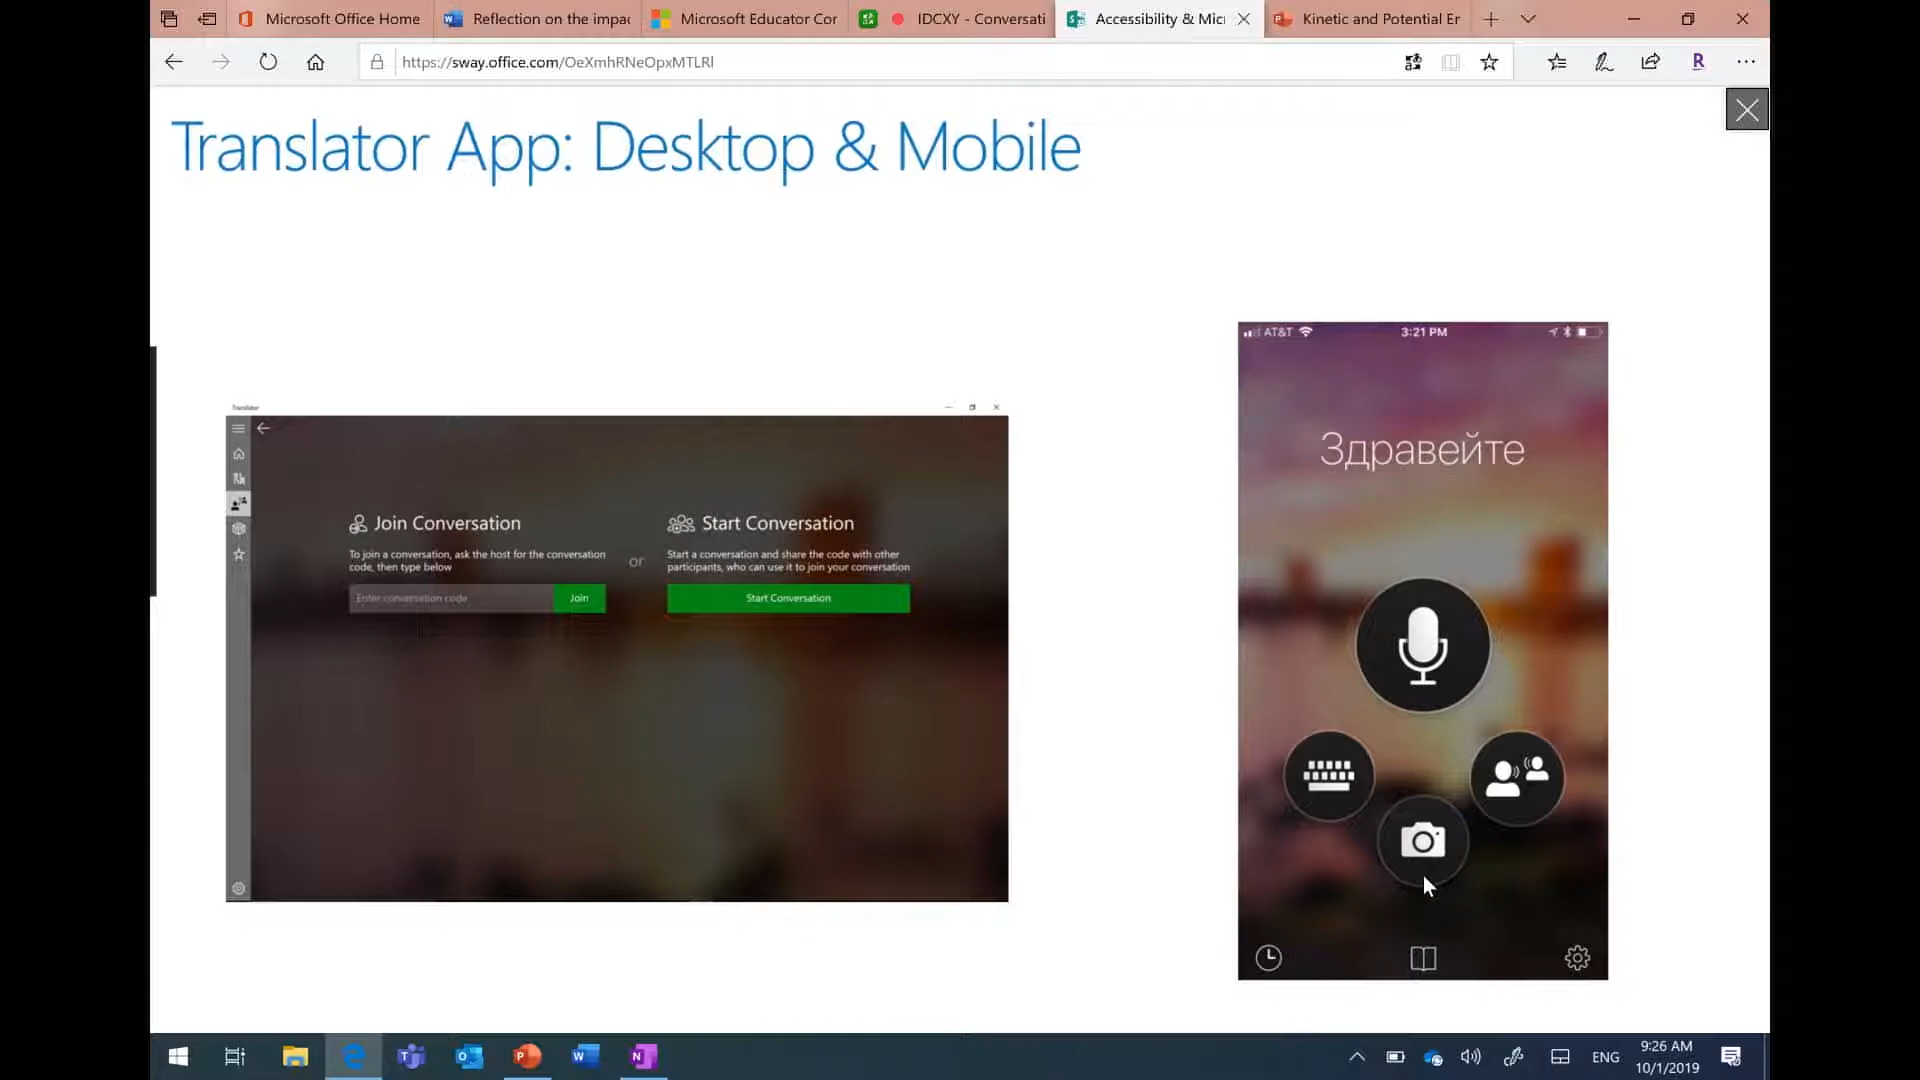 Microsoft Office Home
Reflection on the impac
Microsoft Educator Cor
IDCXY - Conversati
Accessibility & Mic
Kinetic and Potential Er
https://sway.office.com/OeXmhRNeOpxMTLRl
R
Translator App: Desktop & Mobile
Translator
Join Conversation
To join a conversation, ask the host for the conversation
code, then type below
Enter conversation code
Join
or
Start Conversation
Start a conversation and share the code with other
participants, who can use it to join your conversation
Start Conversation
AT&T
3:21 PM
Здравейте
ENG
9:26 AM
10/1/2019